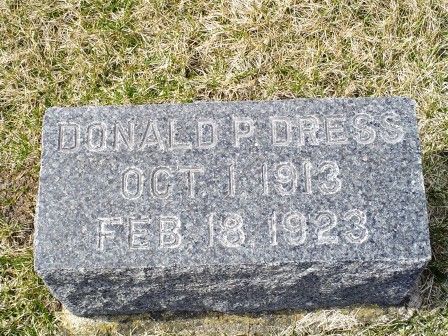 DONALD P. DRESS
OCT. 1, 1913
FEB. 18, 1923